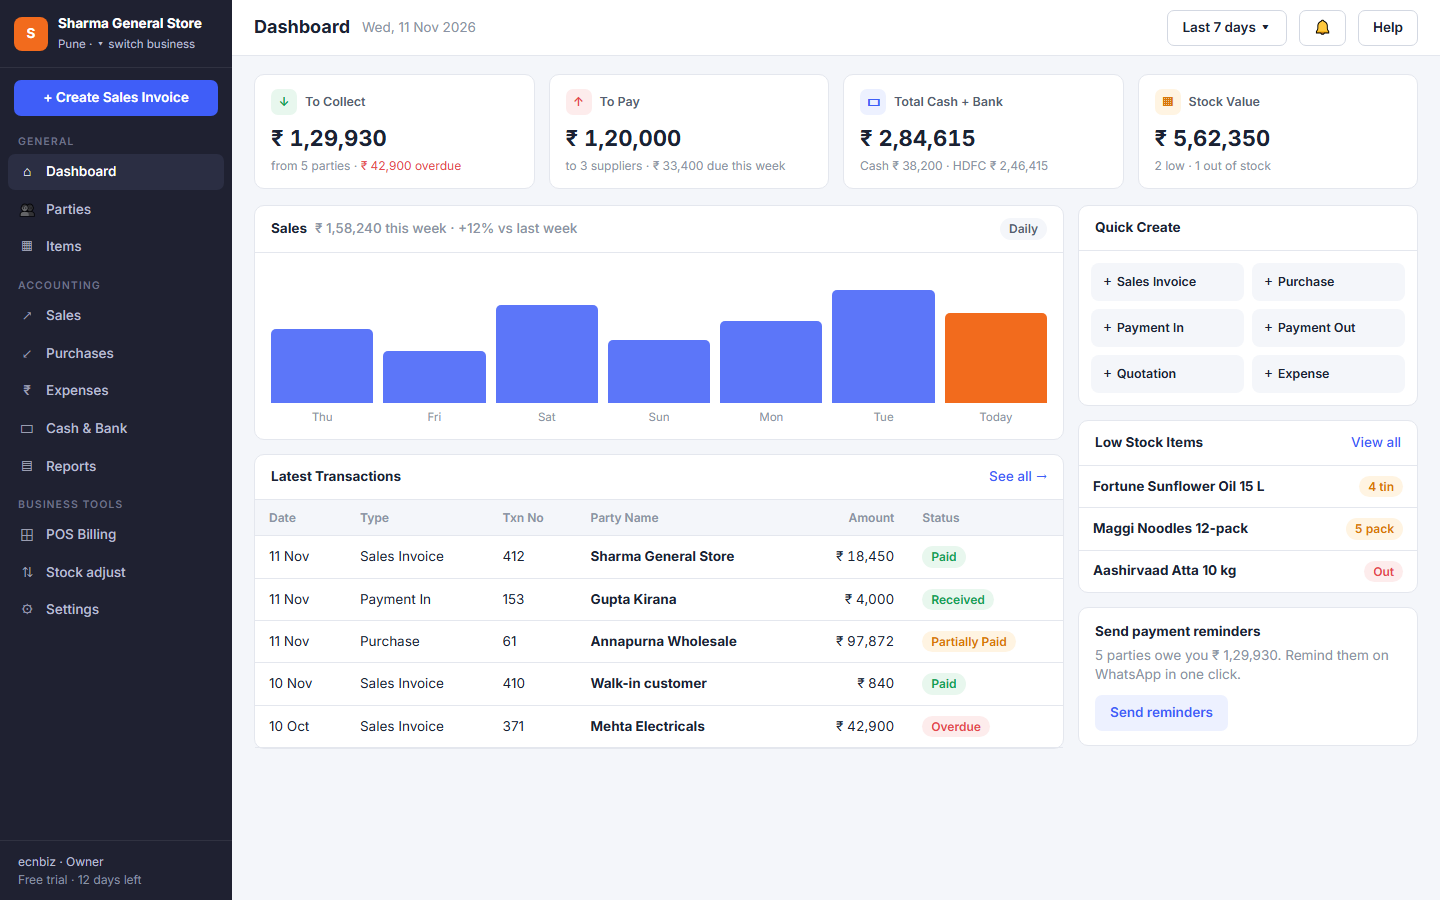 S
Sharma General Store
Pune · ▾ switch business
+ Create Sales Invoice
GENERAL
Dashboard
Parties
Items
ACCOUNTING
Sales
Purchases
₹ Expenses
Cash & Bank
Reports
BUSINESS TOOLS
POS Billing
Stock adjust
Settings
ecnbiz · Owner
Free trial · 12 days left
Dashboard Wed, 11 Nov 2026
Last 7 days ▾
Help
↓ To Collect
₹ 1,29,930
from 5 parties · ₹ 42,900 overdue
↑ To Pay
₹ 1,20,000
to 3 suppliers · ₹ 33,400 due this week
Total Cash + Bank
₹ 2,84,615
Cash ₹ 38,200 · HDFC ₹ 2,46,415
Stock Value
₹ 5,62,350
2 low · 1 out of stock
Sales ₹ 1,58,240 this week · +12% vs last week
Daily
Thu Fri Sat Sun Mon Tue Today
Latest Transactions
See all →
Date Type Txn No Party Name Amount Status
11 Nov Sales Invoice 412 Sharma General Store ₹ 18,450 Paid
11 Nov Payment In 153 Gupta Kirana ₹ 4,000 Received
11 Nov Purchase 61 Annapurna Wholesale ₹ 97,872 Partially Paid
10 Nov Sales Invoice 410 Walk-in customer ₹ 840 Paid
10 Oct Sales Invoice 371 Mehta Electricals ₹ 42,900 Overdue
Quick Create
+ Sales Invoice
+ Purchase
+ Payment In
+ Payment Out
+ Quotation
+ Expense
Low Stock Items
View all
Fortune Sunflower Oil 15 L 4 tin
Maggi Noodles 12-pack 5 pack
Aashirvaad Atta 10 kg Out
Send payment reminders
5 parties owe you ₹ 1,29,930. Remind them on
WhatsApp in one click.
Send reminders